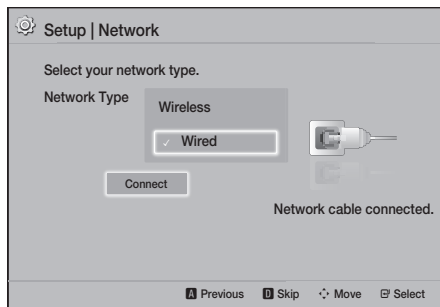 Setup | Network
Select your network type.
Network Type
Wireless
✓ Wired
Connect
Network cable connected.
A Previous D Skip Move Select